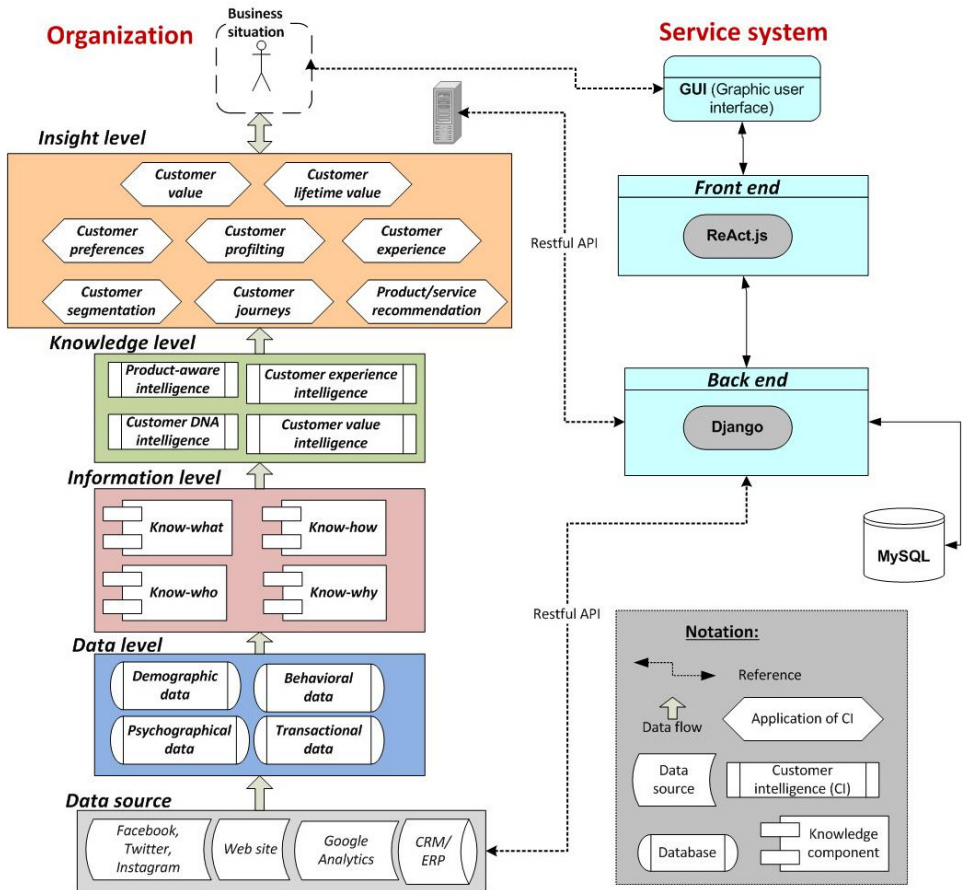 Organization
Business
situation
Service system
GUI (Graphic user
interface)
Insight level
Customer
value
Customer
lifetime value
Customer
preferences
Customer
profilting
Customer
experience
Customer
segmentation
Customer
journeys
Product/service
recommendation
Front end
ReAct.js
Restful API
Knowledge level
Product-aware
intelligence
Customer experience
intelligence
Customer DNA
intelligence
Customer value
intelligence
Back end
Django
MySQL
Information level
Know-what
Know-how
Know-who
Know-why
Restful API
Data level
Demographic
data
Behavioral
data
Psychographical
data
Transactional
data
Data source
Facebook,
Twitter,
Instagram
Web site
Google
Analytics
CRM/
ERP
Notation:
Reference
Data flow
Application of CI
Data
source
Customer
intelligence (CI)
Database
Knowledge
component